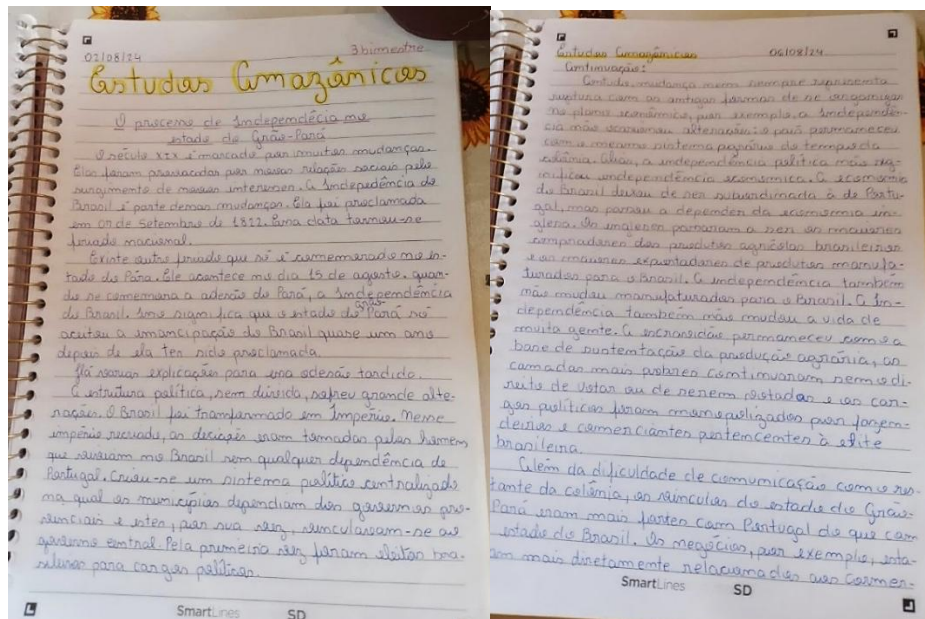 02/08/24 3 bimestre
Estudos Amazônicos
O processo de Independécia no
estado do Grão-Pará
O século XIX é marcado por muitas mudanças.
Elas foram provocadas por novas relações sociais pelo
surgimento de novos interesses. A Indepedência do
Brasil é parte dessas mudanças. Ela foi proclamada
em 07 de Setembro de 1822. Essa data tornou-se
feriado nacional.
Existe outro feriado que só é comemorado no es-
tado do Pára. Ele acontece no dia 15 de agosto, quan-
do se comemora a adesão do Pará, a Independência
do Brasil. Isso signi fica que o estado do Grão Pará só
aceitou a emancipação do Brasil quase um ano
depois de ela ter sido proclamada.
Há varias explicações para essa adesão tardida.
A estrutura política, sem dúvida, sofreu grande alte-
ração. O Brasil foi transformado em Império. Nesse
império recriado, as decições eram tomadas pelos homens
que viviam no Brasil sem qualquer dependência de
Portugal. Criou-se um sistema político centralizado
na qual os municípios dependiam dos governos pro-
vinciais e estes, por sua vez, vinculavam-se ao
governo central. Pela primeira vez foram eleitos bra-
sileiros para cargos políticos.
SmartLines SD
Estudos Amazônicos 06/08/24
Continuação:
Contudo, mudança nem sempre representa
ruptura com as antigas formas de se organizar
no plano econômico, por exemplo, a independên-
cia não ocasionou alteração: o país permaneceu
com o mesmo sistema agrário do tempo da
colônia. Alias, a independência política não sig-
nificou independência econômica. A economia
do Brasil deixou de ser subordinada à de Portu-
gal, mas passou a depender da economia in-
glesa. Os ingleses passaram a ser os maiores
compradores dos produtos agrícolas brasileiros
e os maiores exportadores de produtos manufa-
turados para o Brasil. A independência também
não mudou manufaturados para o Brasil. A In-
dependência também não mudou a vida de
muita gente. A escravidão permaneceu como a
base de sustentação da produção agrária, as
camadas mais pobres continuaram sem o di-
reito de votar ou de serem votados e os car-
gos políticos foram monopolizados por fazen-
deiros e comerciantes pertencentes à elite
brasileira.
Além da dificuldade de comunicação com o res-
tante da colônia, os vínculos do estado do Grão-
Pará eram mais fortes com Portugal do que com
estado do Brasil. Os negócios, por exemplo, esta-
am mais diretamente relacionados aos comer-
SmartLines SD